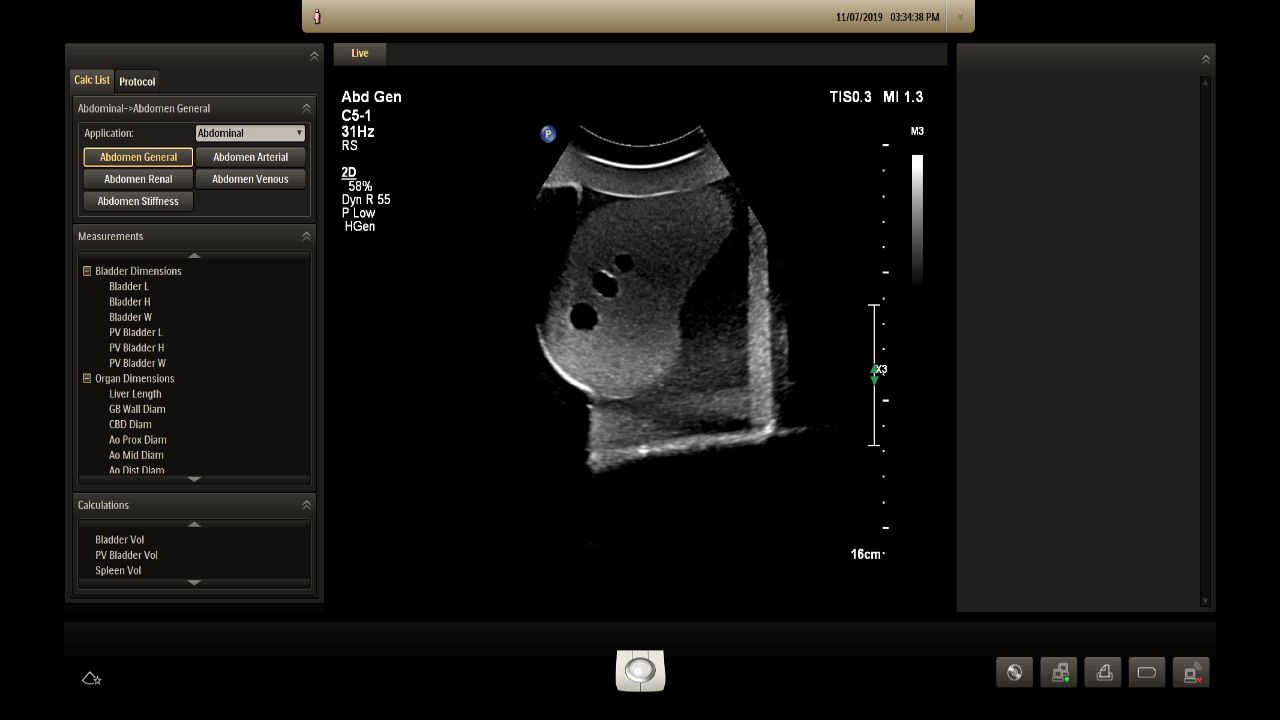 11/07/2019 03:34:38 PM
Live
Calc List Protocol
Abdominal->Abdomen General
Application: Abdominal
Abdomen General Abdomen Arterial
Abdomen Renal Abdomen Venous
Abdomen Stiffness
Measurements
Bladder Dimensions
Bladder L
Bladder H
Bladder W
PV Bladder L
PV Bladder H
PV Bladder W
Organ Dimensions
Liver Length
GB Wall Diam
CBD Diam
Ao Prox Diam
Ao Mid Diam
Ao Dist Diam
Calculations
Bladder Vol
PV Bladder Vol
Spleen Vol
Abd Gen
C5-1
31Hz
RS
2D
58%
Dyn R 55
P Low
HGen
P
TIS0.3 MI 1.3
M3
X3
16cm